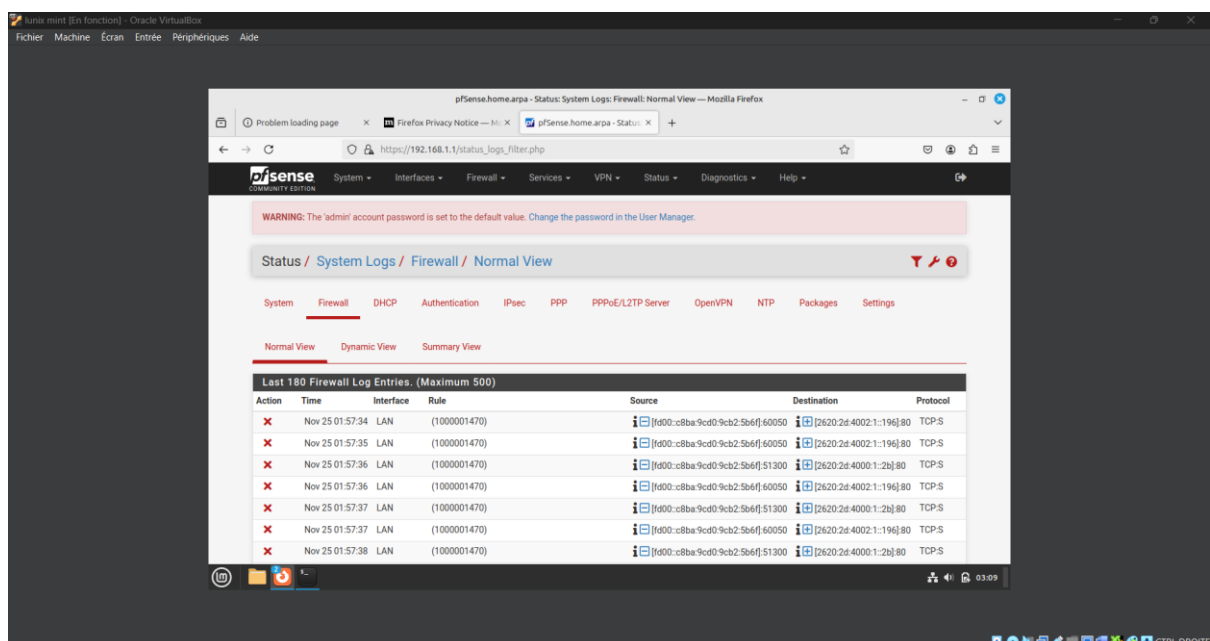 lunix mint [En fonction] - Oracle VirtualBox
Fichier Machine Écran Entrée Périphériques Aide
pfSense.home.arpa - Status: System Logs: Firewall: Normal View — Mozilla Firefox
Problem loading page
Firefox Privacy Notice — Mo
pfSense.home.arpa - Status:
https://192.168.1.1/status_logs_filter.php
pfsense System Interfaces Firewall Services VPN Status Diagnostics Help
COMMUNITY EDITION
WARNING: The 'admin' account password is set to the default value. Change the password in the User Manager.
Status / System Logs / Firewall / Normal View
System Firewall DHCP Authentication IPsec PPP PPPoE/L2TP Server OpenVPN NTP Packages Settings
Normal View Dynamic View Summary View
Last 180 Firewall Log Entries. (Maximum 500)
Action Time Interface Rule Source Destination Protocol
Nov 25 01:57:34 LAN (1000001470) [fd00::c8ba:9cd0:9cb2:5b6f]:60050 [2620:2d:4002:1::196]:80 TCP:S
Nov 25 01:57:35 LAN (1000001470) [fd00::c8ba:9cd0:9cb2:5b6f]:60050 [2620:2d:4002:1::196]:80 TCP:S
Nov 25 01:57:36 LAN (1000001470) [fd00::c8ba:9cd0:9cb2:5b6f]:51300 [2620:2d:4000:1::2b]:80 TCP:S
Nov 25 01:57:36 LAN (1000001470) [fd00::c8ba:9cd0:9cb2:5b6f]:60050 [2620:2d:4002:1::196]:80 TCP:S
Nov 25 01:57:37 LAN (1000001470) [fd00::c8ba:9cd0:9cb2:5b6f]:51300 [2620:2d:4000:1::2b]:80 TCP:S
Nov 25 01:57:37 LAN (1000001470) [fd00::c8ba:9cd0:9cb2:5b6f]:60050 [2620:2d:4002:1::196]:80 TCP:S
Nov 25 01:57:38 LAN (1000001470) [fd00::c8ba:9cd0:9cb2:5b6f]:51300 [2620:2d:4000:1::2b]:80 TCP:S
2
03:09
CTRL DROITE